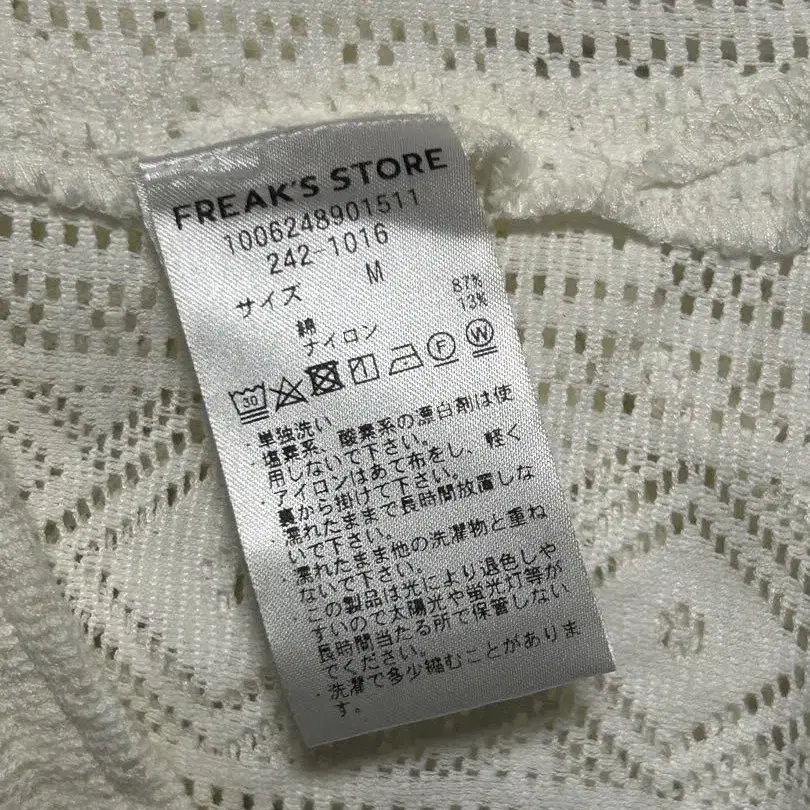 FREAK'S STORE
1006248901511
242-1016
サイズ M
綿 87%
ナイロン 13%
30 F W
・単独洗い
・塩素系、酸素系の漂白剤は使
用しないで下さい。
・アイロンはあて布をし、軽く
裏から掛けて下さい。
・濡れたままで長時間放置しな
いで下さい。
・濡れたまま他の洗濯物と重ね
ないで下さい。
・この製品は光により退色しや
すいので太陽光や蛍光灯等が
長時間当たる所で保管しない
でください。
・洗濯で多少縮むことがありま
す。